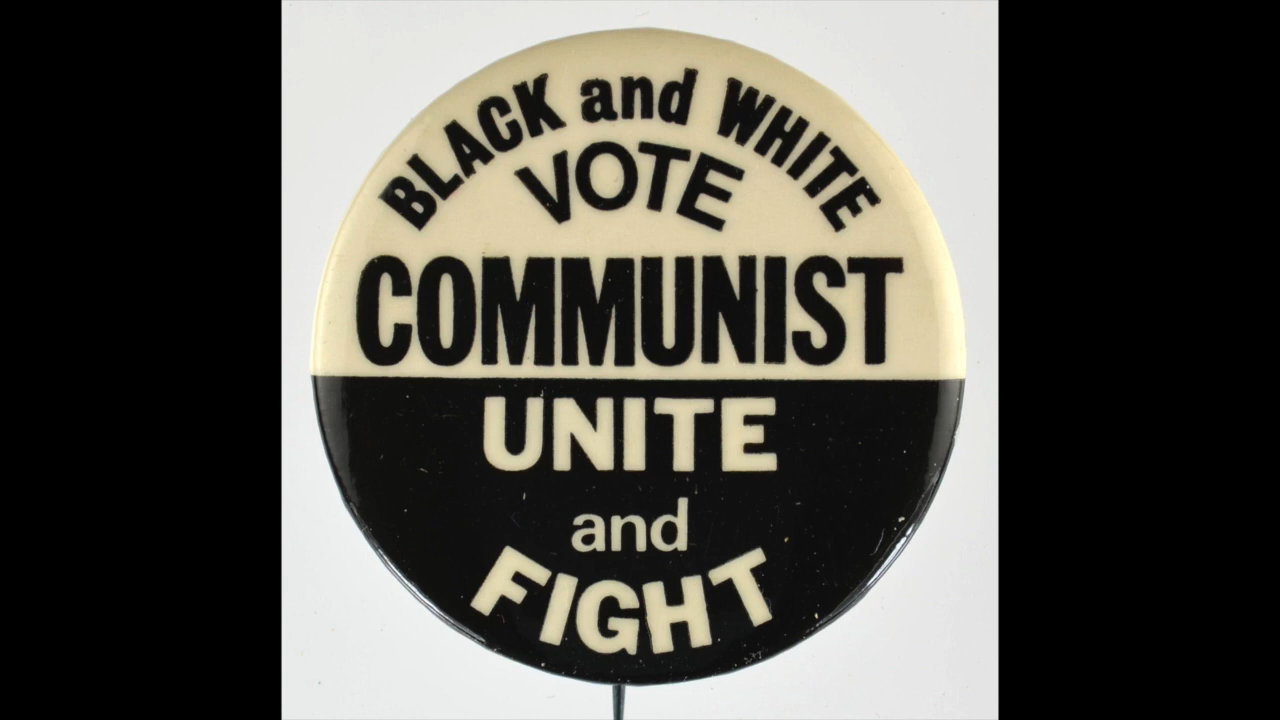 BLACK and WHITE
VOTE
COMMUNIST
UNITE
and
FIGHT